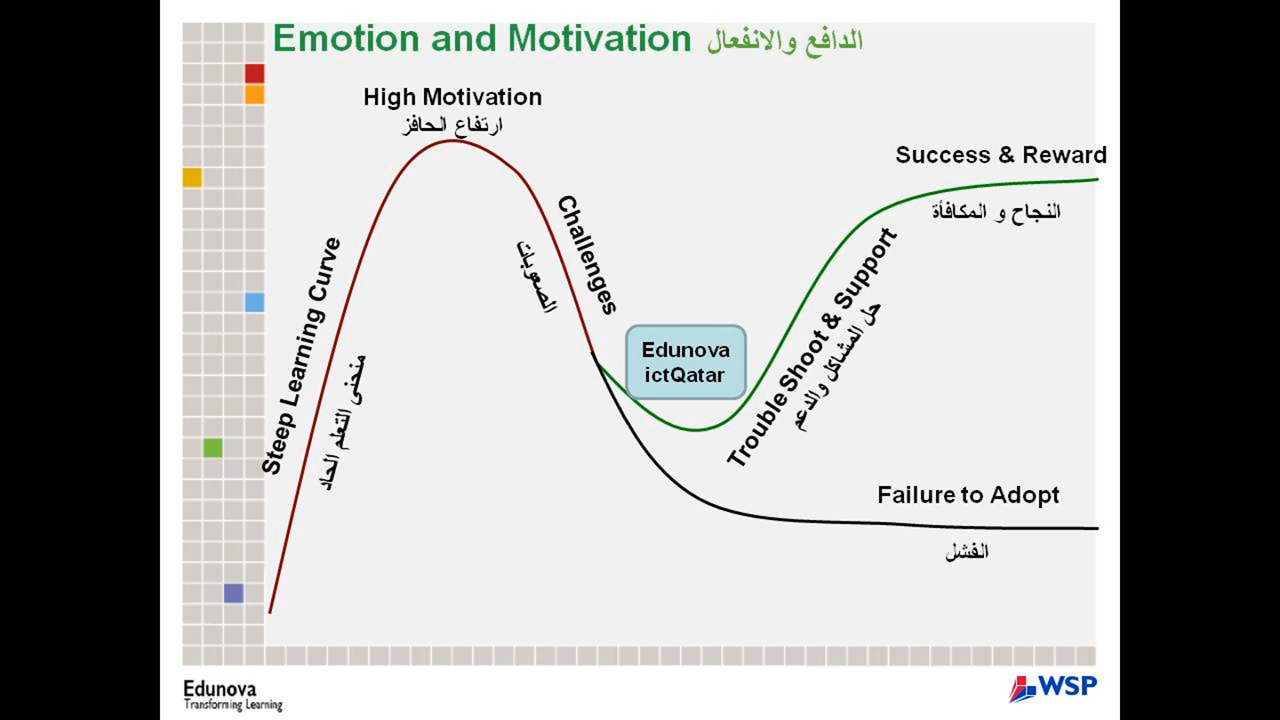 Emotion and Motivation الدافع والانفعال
High Motivation
ارتفاع الحافز
Success & Reward
النجاح و المكافأة
Challenges
الصعوبات
Steep Learning Curve
منحنى التعلم الحاد
Edunova
ictQatar
Trouble Shoot & Support
حل المشاكل والدعم
Failure to Adopt
الفشل
Edunova
Transforming Learning
WSP